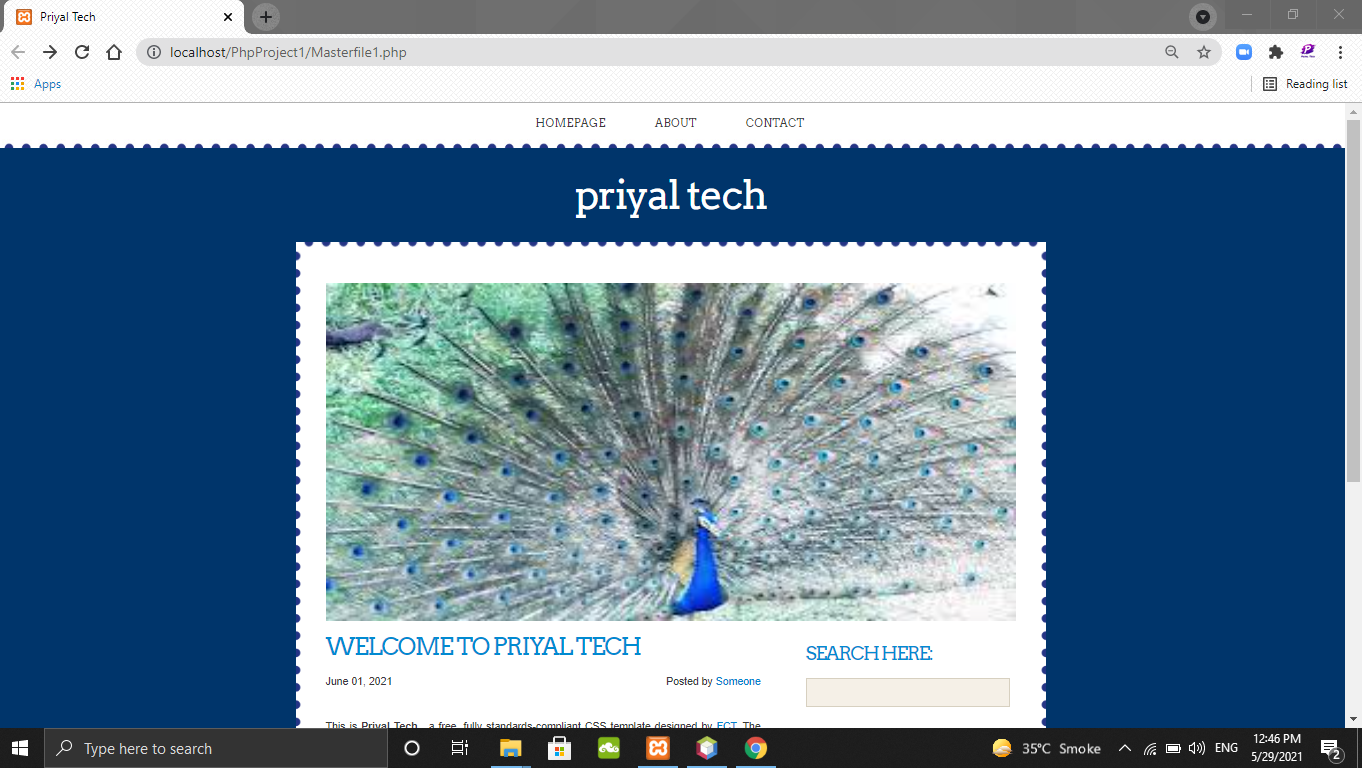 Priyal Tech
localhost/PhpProject1/Masterfile1.php
Apps
Reading list
HOMEPAGE ABOUT CONTACT
priyal tech
WELCOME TO PRIYAL TECH
June 01, 2021 Posted by Someone
This is Priyal Tech , a free, fully standards-compliant CSS template designed by FCT. The
SEARCH HERE:
Type here to search
35°C Smoke
ENG
12:46 PM
5/29/2021
2